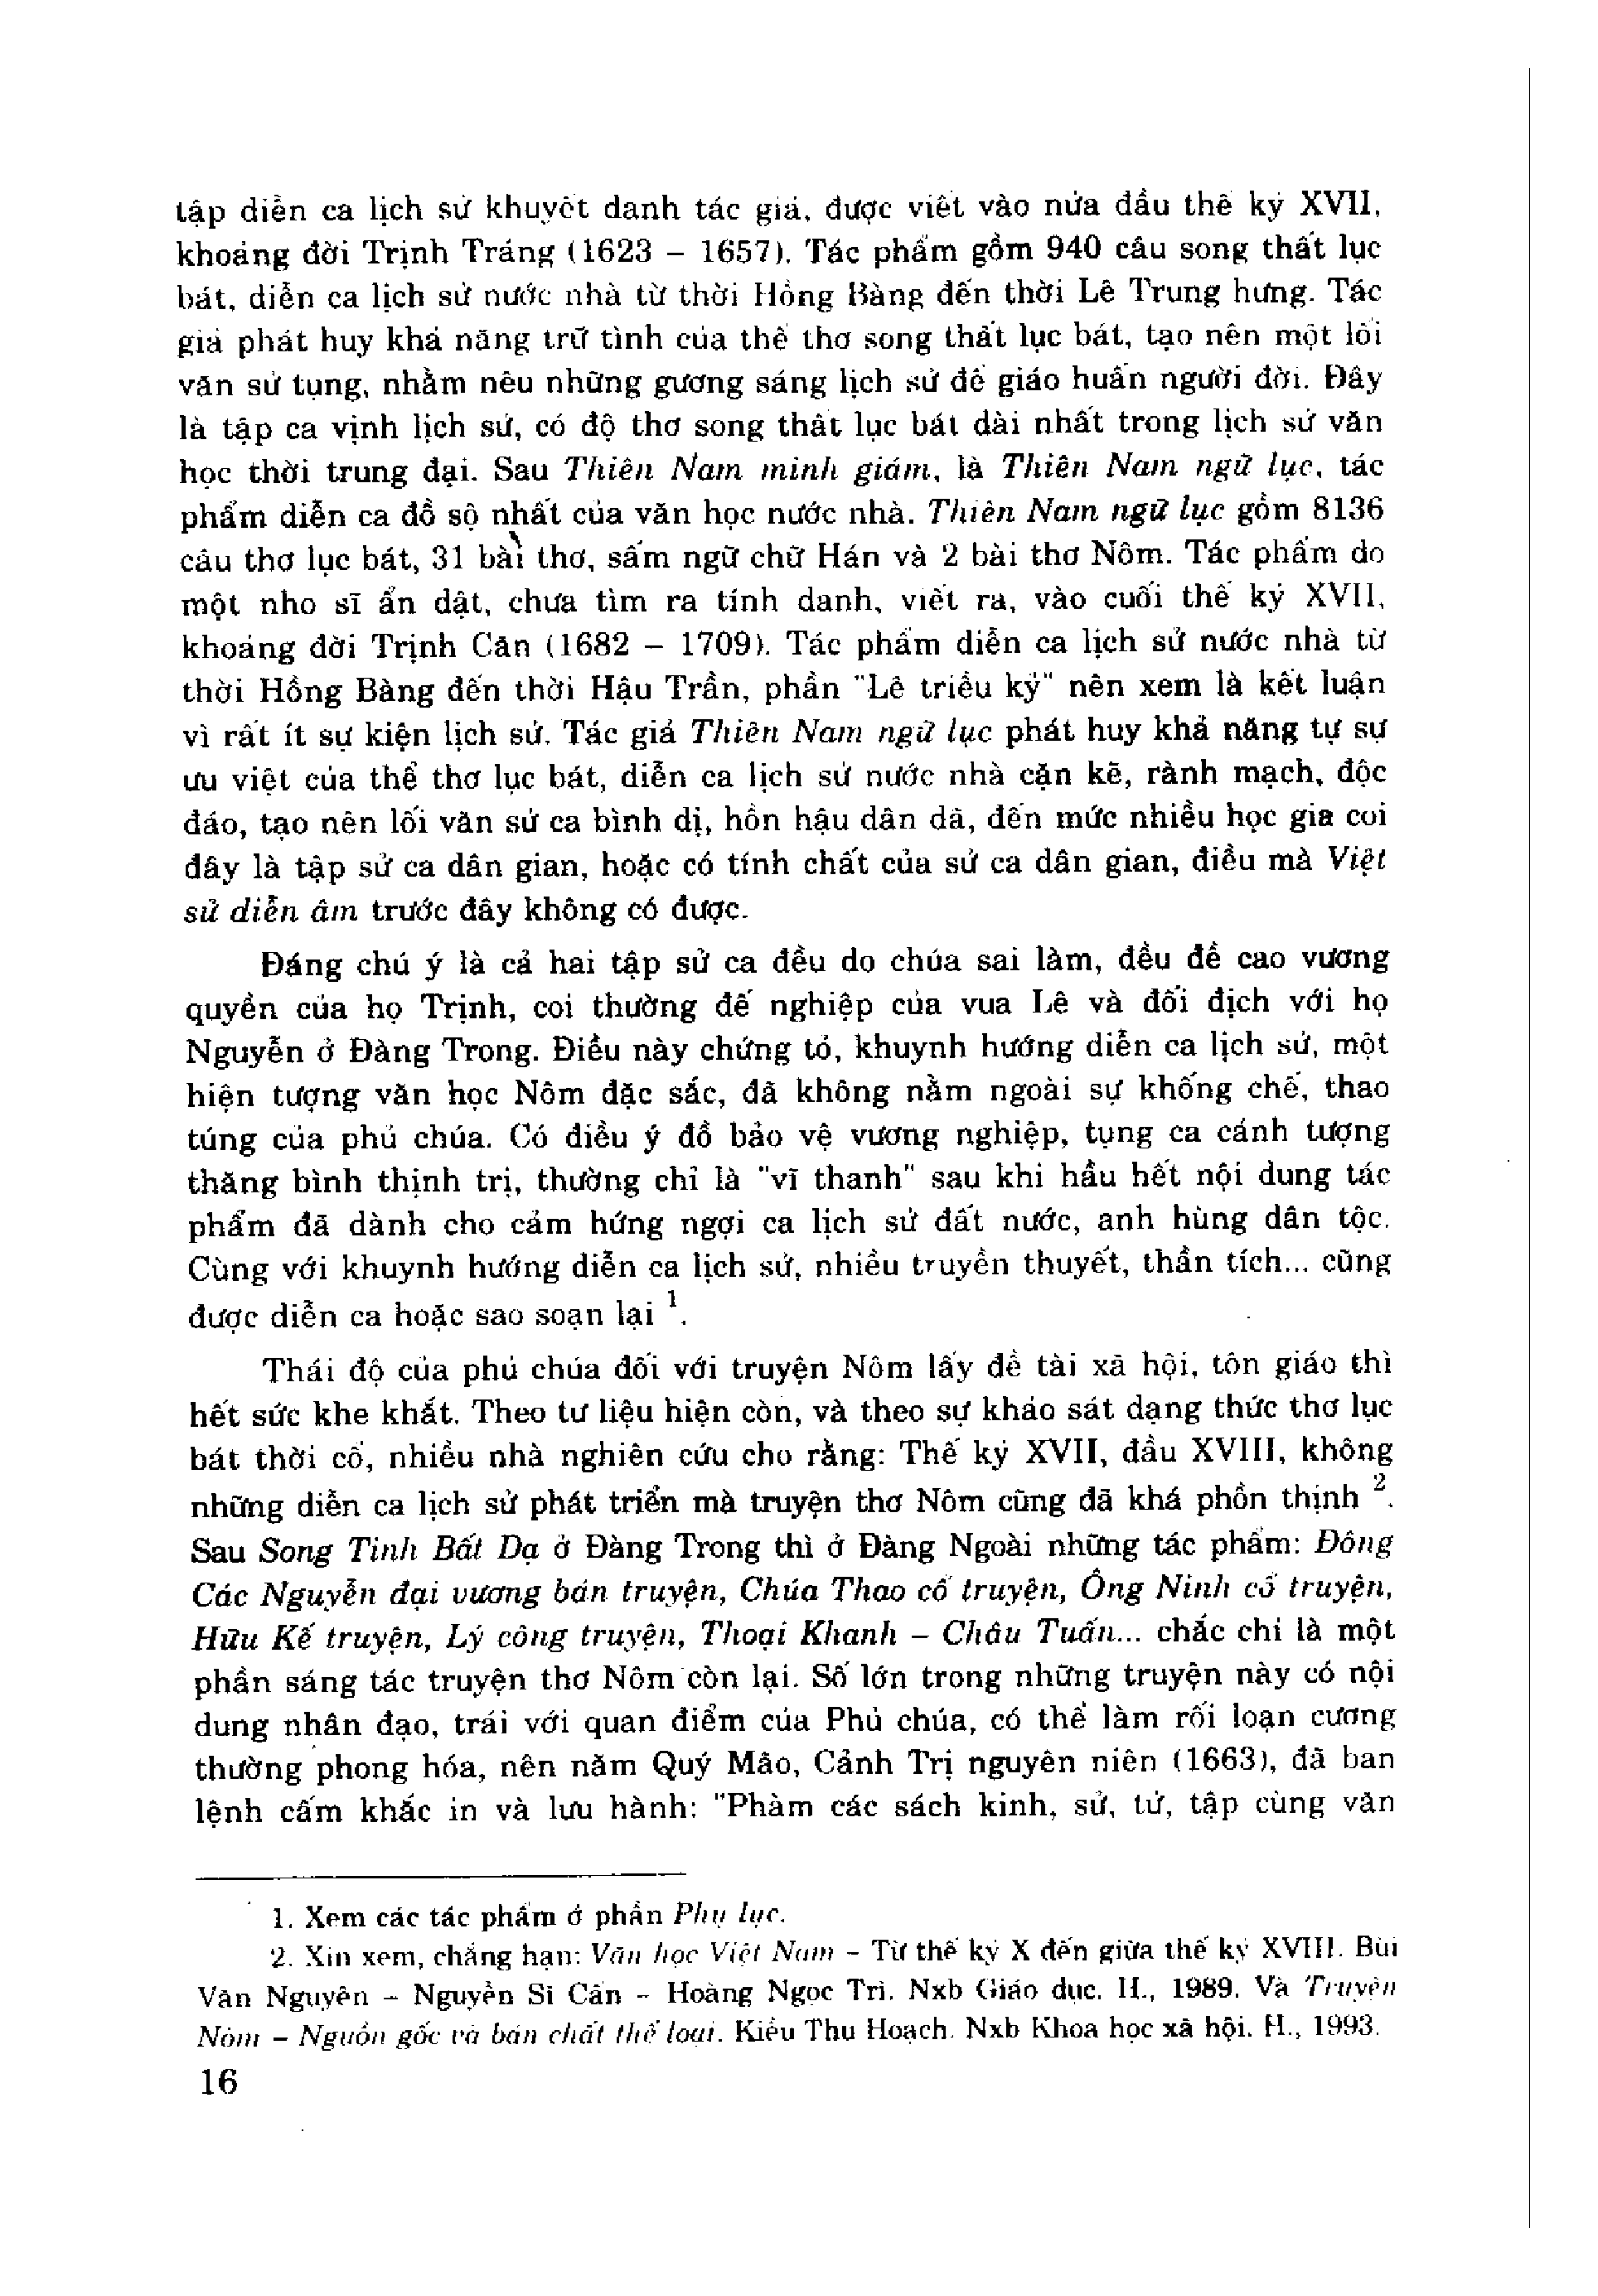 tập diễn ca lịch sử khuyết danh tác giả, được viết vào nửa đầu thế kỷ XVII,
khoảng đời Trịnh Tráng (1623 – 1657). Tác phẩm gồm 940 câu song thất lục
bát, diễn ca lịch sử nước nhà từ thời Hồng Bàng đến thời Lê Trung hưng. Tác
giả phát huy khả năng trữ tình của thể thơ song thất lục bát, tạo nên một lối
văn sử tụng, nhằm nêu những gương sáng lịch sử để giáo huấn người đời. Đây
là tập ca vịnh lịch sử, có độ thơ song thất lục bát dài nhất trong lịch sử văn
học thời trung đại. Sau Thiên Nam minh giám, là Thiên Nam ngữ lục, tác
phẩm diễn ca đồ sộ nhất của văn học nước nhà. Thiên Nam ngữ lục gồm 8136
câu thơ lục bát, 31 bài thơ, sấm ngữ chữ Hán và 2 bài thơ Nôm. Tác phẩm do
một nho sĩ ẩn dật, chưa tìm ra tính danh, viết ra, vào cuối thế kỷ XVII,
khoảng đời Trịnh Căn (1682 – 1709). Tác phẩm diễn ca lịch sử nước nhà từ
thời Hồng Bàng đến thời Hậu Trần, phần "Lê triều kỷ" nên xem là kết luận
vì rất ít sự kiện lịch sử. Tác giả Thiên Nam ngữ lục phát huy khả năng tự sự
ưu việt của thể thơ lục bát, diễn ca lịch sử nước nhà cặn kẽ, rành mạch, độc
đáo, tạo nên lối văn sử ca bình dị, hồn hậu dân dã, đến mức nhiều học gia coi
đây là tập sử ca dân gian, hoặc có tính chất của sử ca dân gian, điều mà Việt
sử diễn âm trước đây không có được.
Đáng chú ý là cả hai tập sử ca đều do chúa sai làm, đều đề cao vương
quyền của họ Trịnh, coi thường đế nghiệp của vua Lê và đối địch với họ
Nguyễn ở Đàng Trong. Điều này chứng tỏ, khuynh hướng diễn ca lịch sử, một
hiện tượng văn học Nôm đặc sắc, đã không nằm ngoài sự khống chế, thao
túng của phủ chúa. Có điều ý đồ bảo vệ vương nghiệp, tụng ca cảnh tượng
thăng bình thịnh trị, thường chỉ là "vĩ thanh" sau khi hầu hết nội dung tác
phẩm đã dành cho cảm hứng ngợi ca lịch sử đất nước, anh hùng dân tộc.
Cùng với khuynh hướng diễn ca lịch sử, nhiều truyền thuyết, thần tích... cũng
được diễn ca hoặc sao soạn lại ¹.
Thái độ của phủ chúa đối với truyện Nôm lấy đề tài xã hội, tôn giáo thì
hết sức khe khắt. Theo tư liệu hiện còn, và theo sự khảo sát dạng thức thơ lục
bát thời cổ, nhiều nhà nghiên cứu cho rằng: Thế kỷ XVII, đầu XVIII, không
những diễn ca lịch sử phát triển mà truyện thơ Nôm cũng đã khá phồn thịnh ².
Sau Song Tinh Bất Dạ ở Đàng Trong thì ở Đàng Ngoài những tác phẩm: Đông
Các Nguyễn đại vương bản truyện, Chúa Thao cổ truyện, Ông Ninh cổ truyện,
Hữu Kế truyện, Lý công truyện, Thoại Khanh – Châu Tuấn... chắc chỉ là một
phần sáng tác truyện thơ Nôm còn lại. Số lớn trong những truyện này có nội
dung nhân đạo, trái với quan điểm của Phủ chúa, có thể làm rối loạn cương
thường phong hóa, nên năm Quý Mão, Cảnh Trị nguyên niên (1663), đã ban
lệnh cấm khắc in và lưu hành: "Phàm các sách kinh, sử, tử, tập cùng văn
1. Xem các tác phẩm ở phần Phụ lục.
2. Xin xem, chẳng hạn: Văn học Việt Nam – Từ thế kỷ X đến giữa thế kỷ XVIII. Bùi
Văn Nguyên – Nguyễn Sĩ Cẩn – Hoàng Ngọc Trì. Nxb Giáo dục. H., 1989. Và Truyện
Nôm – Nguồn gốc và bản chất thể loại. Kiều Thu Hoạch. Nxb Khoa học xã hội. H., 1993.
16